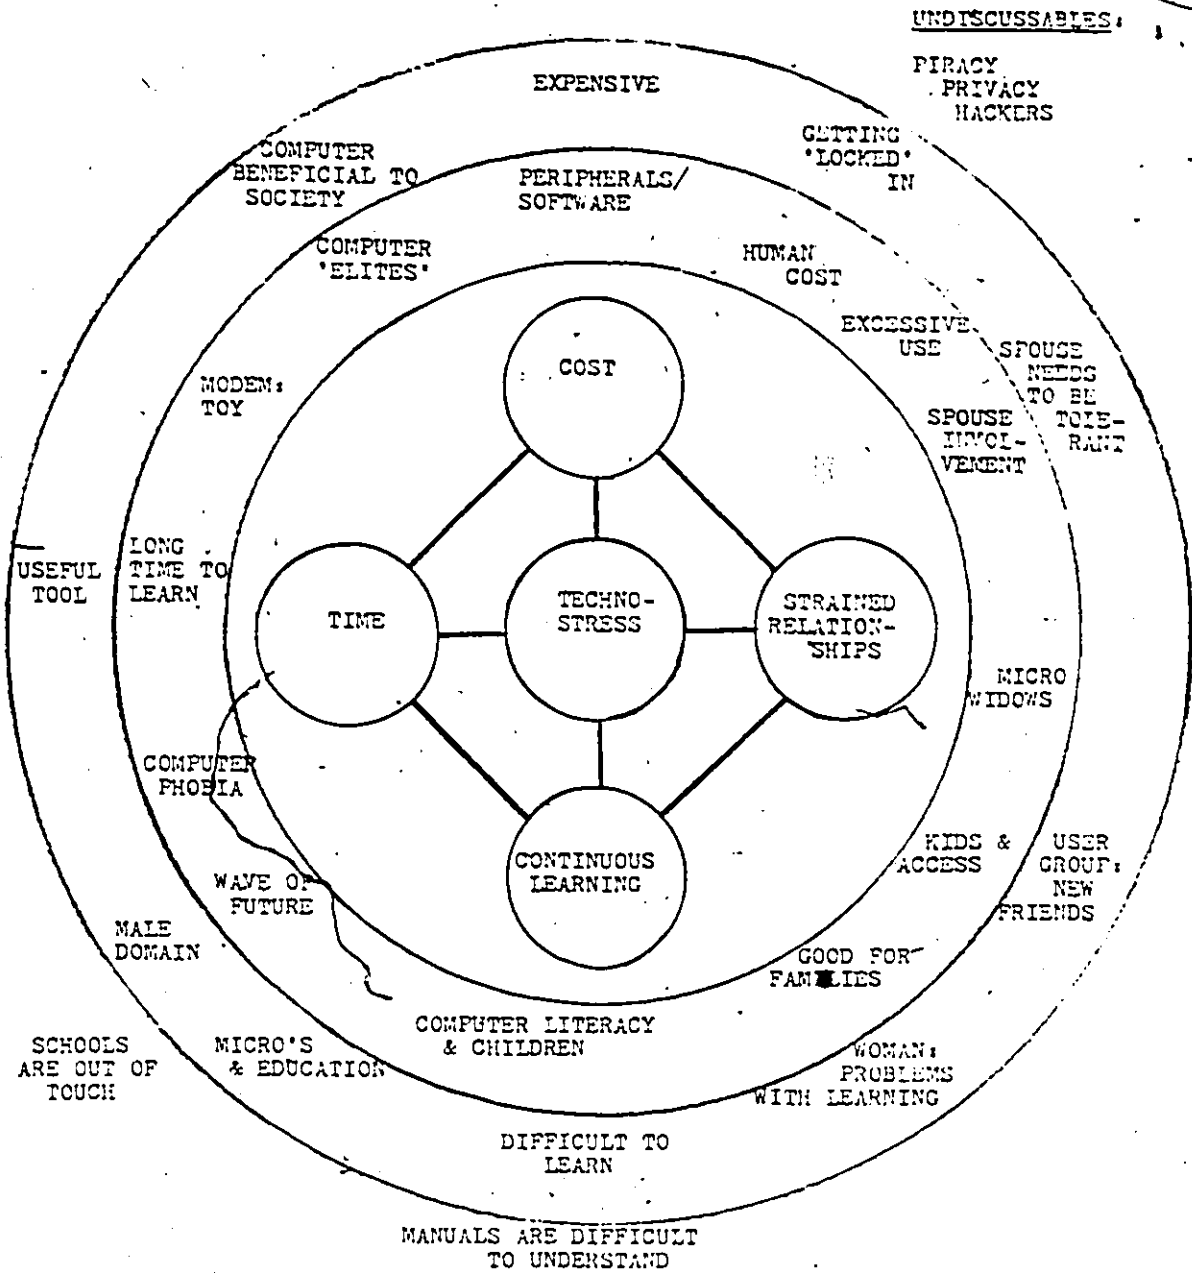 UNDISCUSSABLES:
PIRACY
PRIVACY
HACKERS
EXPENSIVE
GETTING
'LOCKED'
IN
COMPUTER
BENEFICIAL TO
SOCIETY
PERIPHERALS/
SOFTWARE
COMPUTER
'ELITES'
HUMAN
COST
EXCESSIVE
USE
SPOUSE
NEEDS
TO BE
TOLE-
RANT
MODEM:
TOY
COST
SPOUSE
INVOL-
VEMENT
USEFUL
TOOL
LONG
TIME TO
LEARN
TIME
TECHNO-
STRESS
STRAINED
RELATION-
SHIPS
MICRO
WIDOWS
COMPUTER
PHOBIA
CONTINUOUS
LEARNING
KIDS &
ACCESS
USER
GROUP:
NEW
FRIENDS
WAVE OF
FUTURE
MALE
DOMAIN
GOOD FOR
FAMILIES
COMPUTER LITERACY
& CHILDREN
SCHOOLS
ARE OUT OF
TOUCH
MICRO'S
& EDUCATION
WOMAN:
PROBLEMS
WITH LEARNING
DIFFICULT TO
LEARN
MANUALS ARE DIFFICULT
TO UNDERSTAND